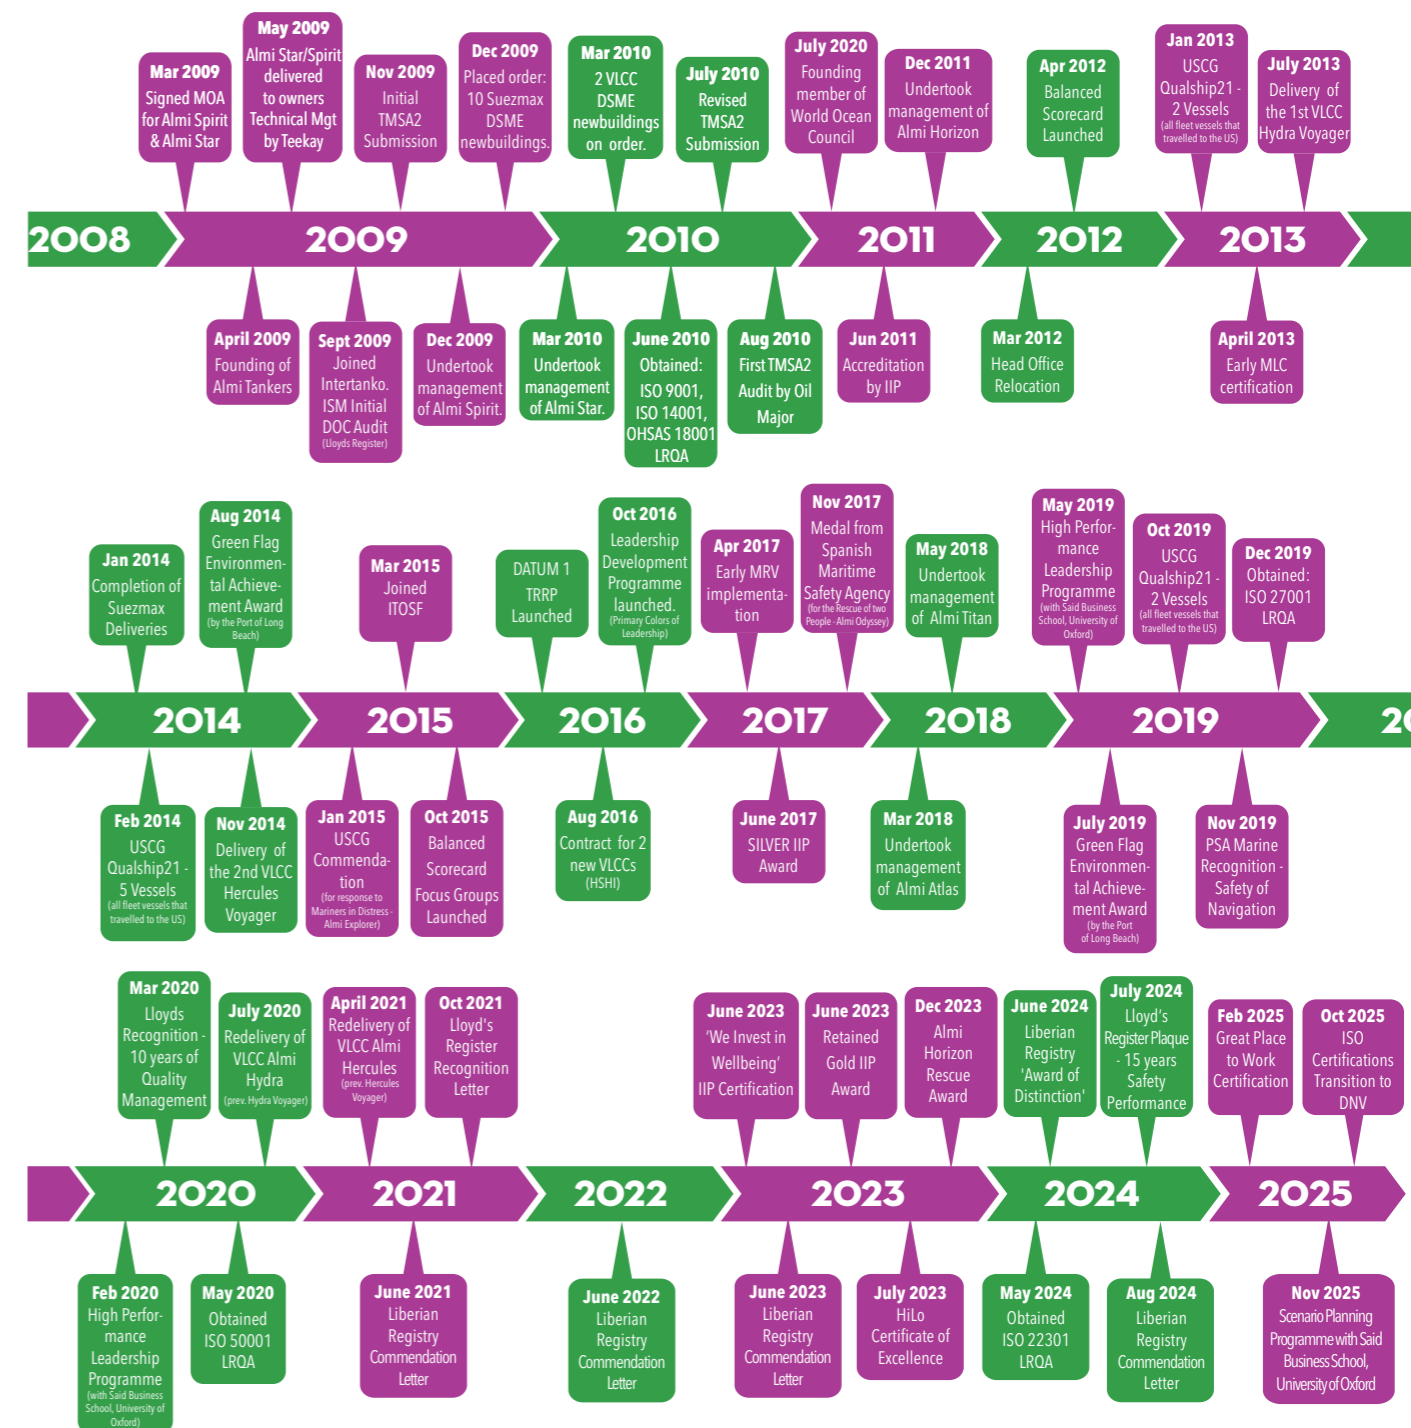 Mar 2009
Signed MOA
for Almi Spirit
& Almi Star
May 2009
Almi Star/Spirit
delivered
to owners
Technical Mgt
by Teekay
Nov 2009
Initial
TMSA2
Submission
Dec 2009
Placed order:
10 Suezmax
DSME
newbuildings.
Mar 2010
2 VLCC
DSME
newbuildings
on order.
July 2010
Revised
TMSA2
Submission
July 2020
Founding
member of
World Ocean
Council
Dec 2011
Undertook
management of
Almi Horizon
Apr 2012
Balanced
Scorecard
Launched
Jan 2013
USCG
Qualship21 -
2 Vessels
(all fleet vessels that
travelled to the US)
July 2013
Delivery of
the 1st VLCC
Hydra Voyager
2008
2009
2010
2011
2012
2013
April 2009
Founding of
Almi Tankers
Sept 2009
Joined
Intertanko.
ISM Initial
DOC Audit
(Lloyds Register)
Dec 2009
Undertook
management
of Almi Spirit.
Mar 2010
Undertook
management
of Almi Star.
June 2010
Obtained:
ISO 9001,
ISO 14001,
OHSAS 18001
LRQA
Aug 2010
First TMSA2
Audit by Oil
Major
Jun 2011
Accreditation
by IIP
Mar 2012
Head Office
Relocation
April 2013
Early MLC
certification
Jan 2014
Completion of
Suezmax
Deliveries
Aug 2014
Green Flag
Environmen-
tal Achieve-
ment Award
(by the Port of Long
Beach)
Mar 2015
Joined
ITOSF
DATUM 1
TRRP
Launched
Oct 2016
Leadership
Development
Programme
launched.
(Primary Colors of
Leadership)
Apr 2017
Early MRV
implementa-
tion
Nov 2017
Medal from
Spanish
Maritime
Safety Agency
(for the Rescue of two
People - Almi Odyssey)
May 2018
Undertook
management
of Almi Titan
May 2019
High Perfor-
mance
Leadership
Programme
(with Said Business
School, University of
Oxford)
Oct 2019
USCG
Qualship21 -
2 Vessels
(all fleet vessels that
travelled to the US)
Dec 2019
Obtained:
ISO 27001
LRQA
2014
2015
2016
2017
2018
2019
Feb 2014
USCG
Qualship21 -
5 Vessels
(all fleet vessels that
travelled to the US)
Nov 2014
Delivery of
the 2nd VLCC
Hercules
Voyager
Jan 2015
USCG
Commenda-
tion
(for response to
Mariners in Distress -
Almi Explorer)
Oct 2015
Balanced
Scorecard
Focus Groups
Launched
Aug 2016
Contract for 2
new VLCCs
(HSHI)
June 2017
SILVER IIP
Award
Mar 2018
Undertook
management
of Almi Atlas
July 2019
Green Flag
Environmen-
tal Achieve-
ment Award
(by the Port
of Long Beach)
Nov 2019
PSA Marine
Recognition -
Safety of
Navigation
Mar 2020
Lloyds
Recognition -
10 years of
Quality
Management
July 2020
Redelivery of
VLCC Almi
Hydra
(prev. Hydra Voyager)
April 2021
Redelivery of
VLCC Almi
Hercules
(prev. Hercules
Voyager)
Oct 2021
Lloyd's
Register
Recognition
Letter
June 2023
'We Invest in
Wellbeing'
IIP Certification
June 2023
Retained
Gold IIP
Award
Dec 2023
Almi
Horizon
Rescue
Award
June 2024
Liberian
Registry
'Award of
Distinction'
July 2024
Lloyd's
Register Plaque
- 15 years
Safety
Performance
Feb 2025
Great Place
to Work
Certification
Oct 2025
ISO
Certifications
Transition to
DNV
2020
2021
2022
2023
2024
2025
Feb 2020
High Perfor-
mance
Leadership
Programme
(with Said Business
School, University of
Oxford)
May 2020
Obtained
ISO 50001
LRQA
June 2021
Liberian
Registry
Commendation
Letter
June 2022
Liberian
Registry
Commendation
Letter
June 2023
Liberian
Registry
Commendation
Letter
July 2023
HiLo
Certificate of
Excellence
May 2024
Obtained
ISO 22301
LRQA
Aug 2024
Liberian
Registry
Commendation
Letter
Nov 2025
Scenario Planning
Programme with Said
Business School,
University of Oxford